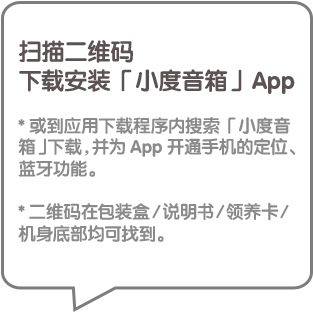 扫描二维码
下载安装「小度音箱」App
* 或到应用下载程序内搜索「小度音
箱」下载，并为 App 开通手机的定位、
蓝牙功能。
* 二维码在包装盒/说明书/领养卡/
机身底部均可找到。